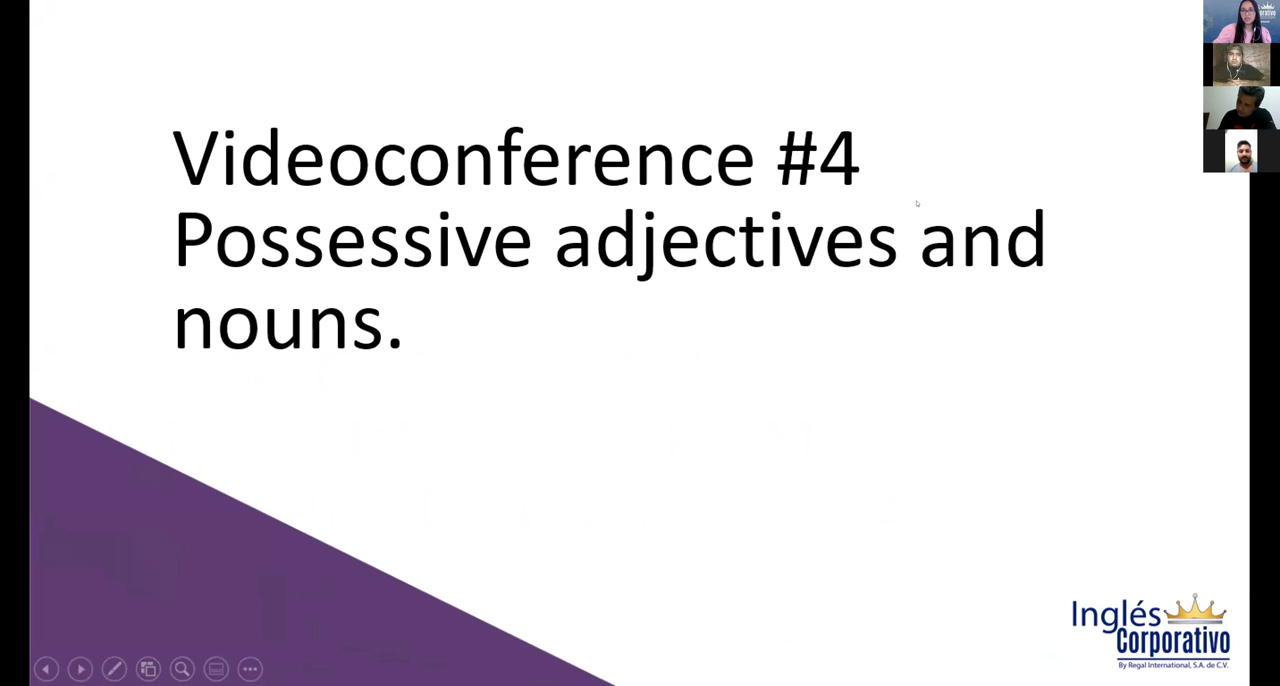 Videoconference #4
Possessive adjectives and
nouns.
Inglés
Corporativo
By Regal International, S.A. de C.V.